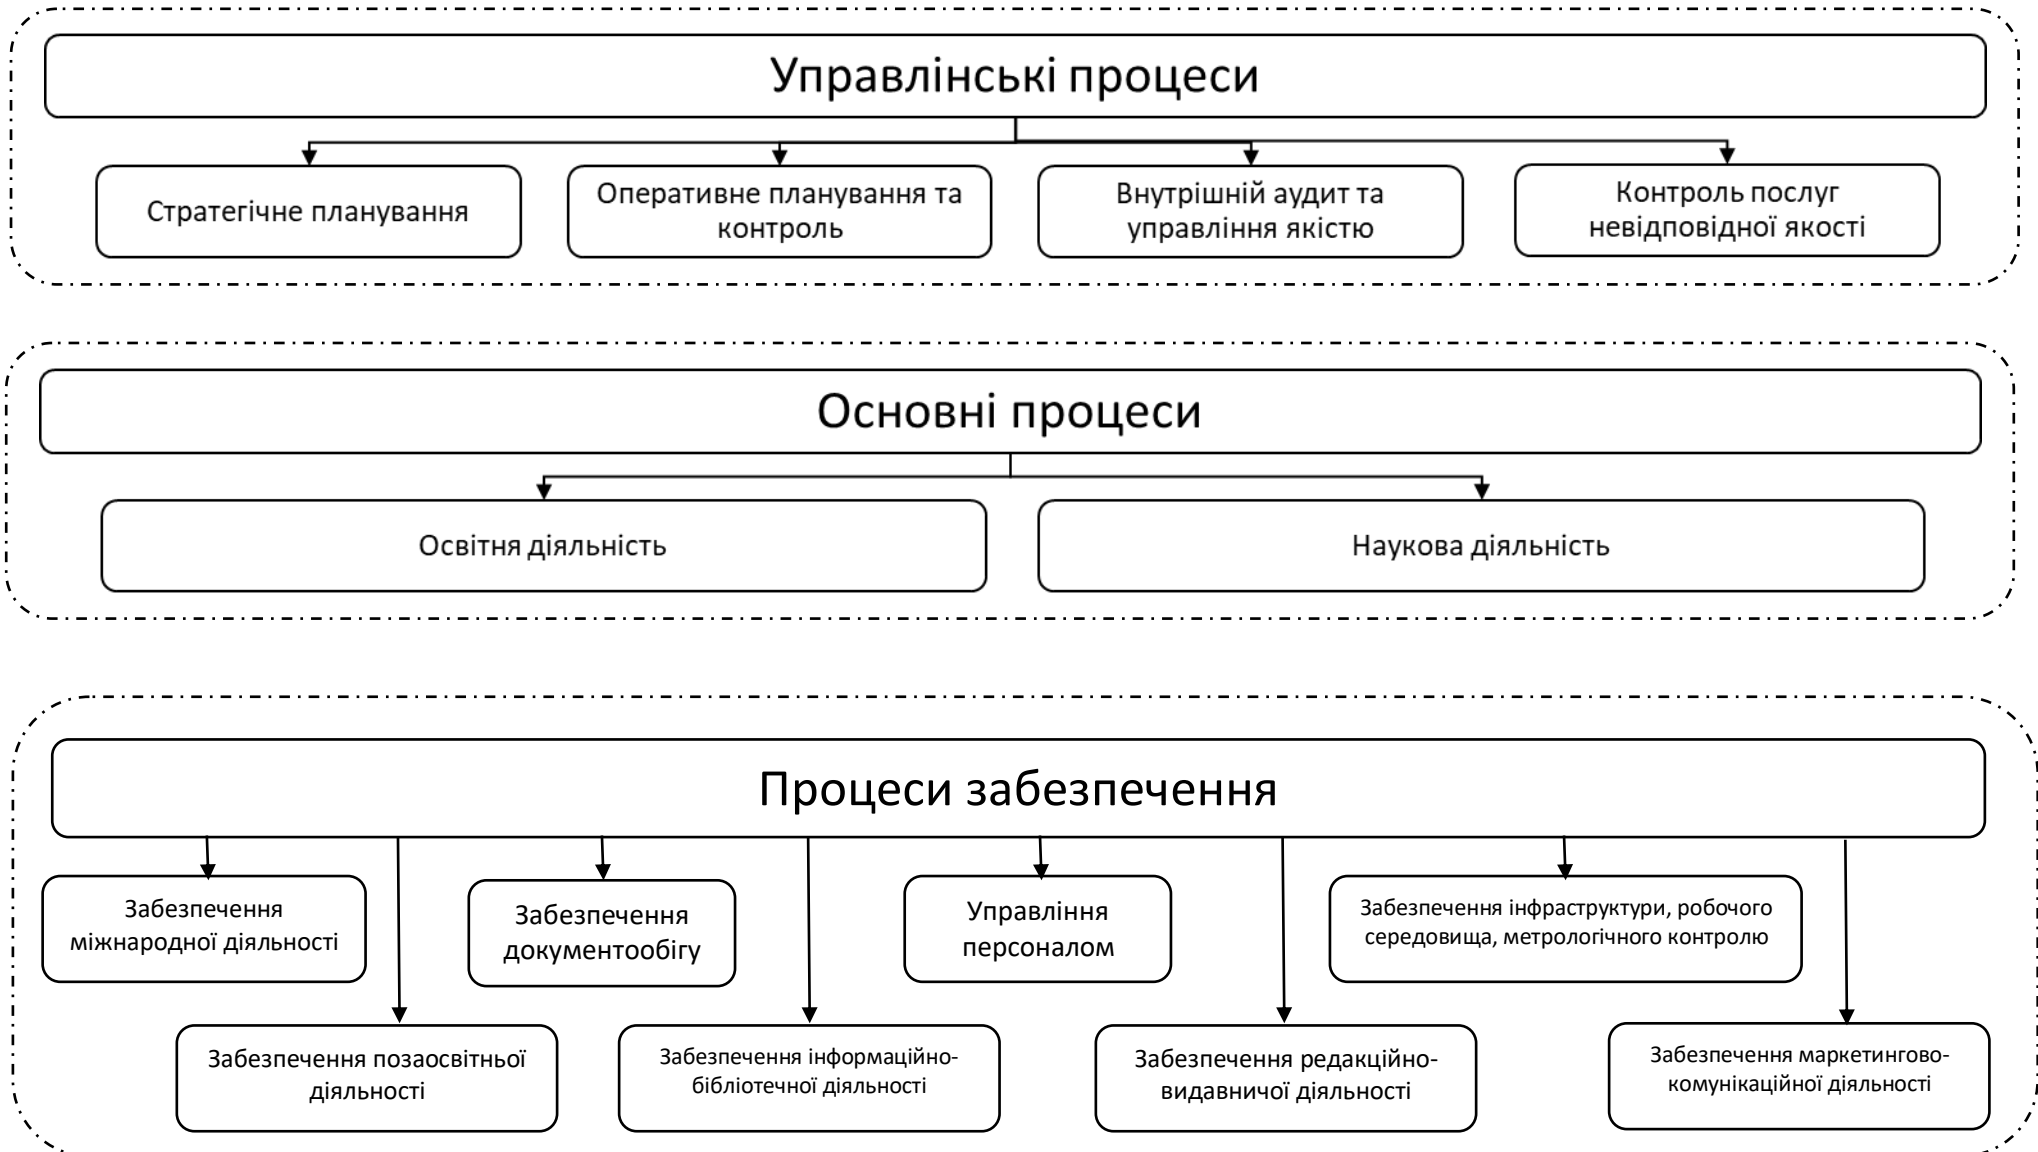 Управлінські процеси
Стратегічне планування
Оперативне планування та
контроль
Внутрішній аудит та
управління якістю
Контроль послуг
невідповідної якості
Основні процеси
Освітня діяльність
Наукова діяльність
Процеси забезпечення
Забезпечення
міжнародної діяльності
Забезпечення
документообігу
Управління
персоналом
Забезпечення інфраструктури, робочого
середовища, метрологічного контролю
Забезпечення позаосвітньої
діяльності
Забезпечення інформаційно-
бібліотечної діяльності
Забезпечення редакційно-
видавничої діяльності
Забезпечення маркетингово-
комунікаційної діяльності